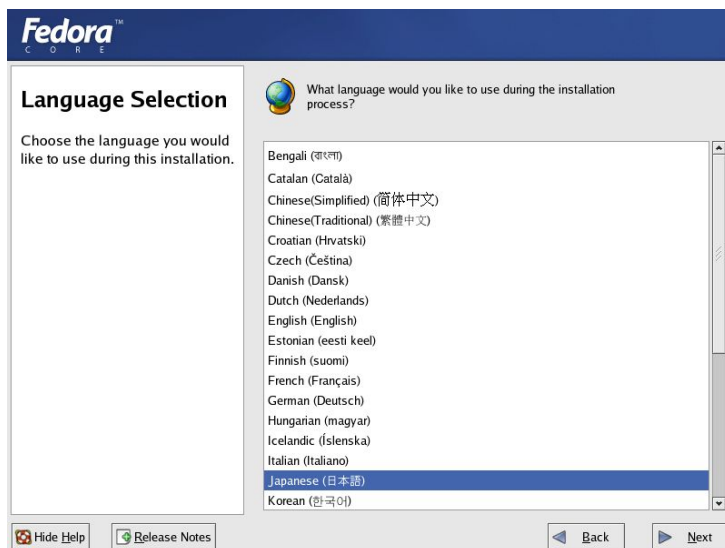 Fedora™
CORE
Language Selection
Choose the language you would
like to use during this installation.
What language would you like to use during the installation
process?
Bengali (বাংলা)
Catalan (Català)
Chinese(Simplified) (简体中文)
Chinese(Traditional) (繁體中文)
Croatian (Hrvatski)
Czech (Čeština)
Danish (Dansk)
Dutch (Nederlands)
English (English)
Estonian (eesti keel)
Finnish (suomi)
French (Français)
German (Deutsch)
Hungarian (magyar)
Icelandic (Íslenska)
Italian (Italiano)
Japanese (日本語)
Korean (한국어)
Hide Help
Release Notes
Back
Next